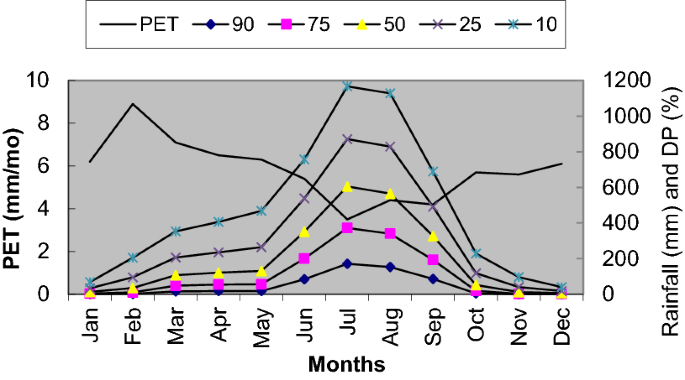 PET 90 75 50 25 10
10 1200
1000
8
800
6
600
4
400
2
200
0 0
PET (mm/mo)
Rainfall (mm) and DP (%)
Jan Feb Mar Apr May Jun Jul Aug Sep Oct Nov Dec
Months